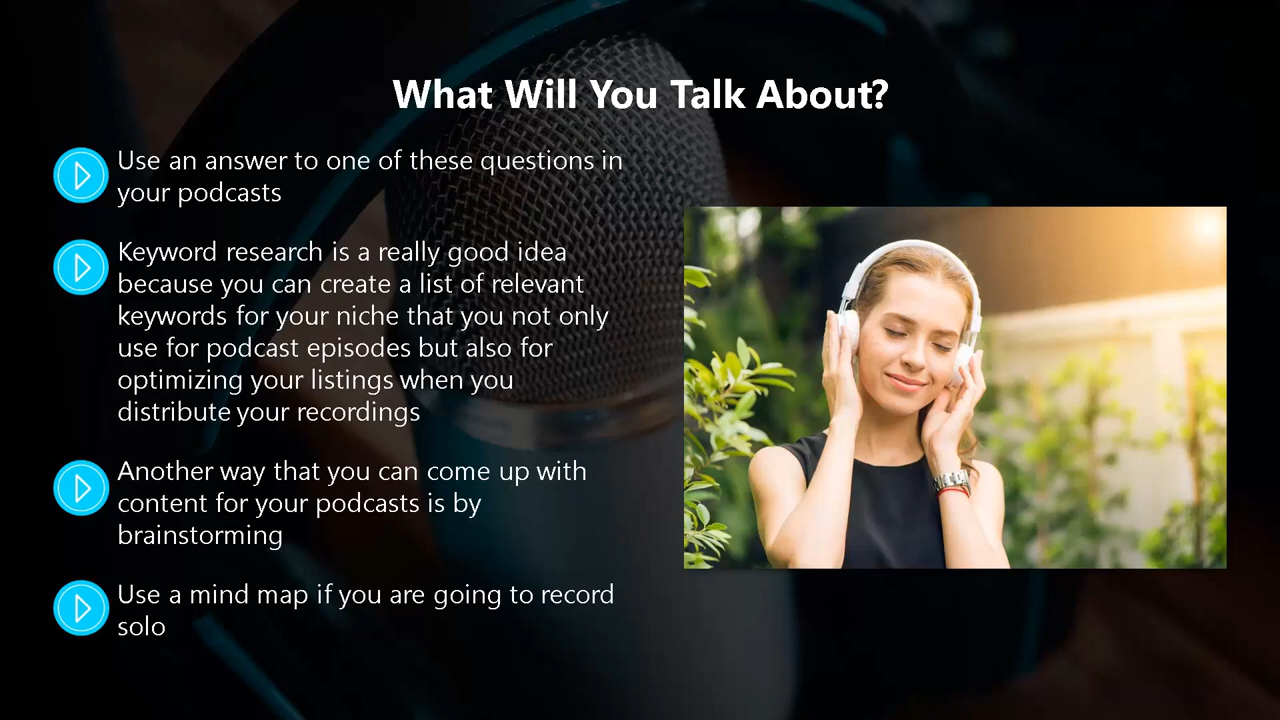 What Will You Talk About?
Use an answer to one of these questions in
your podcasts
Keyword research is a really good idea
because you can create a list of relevant
keywords for your niche that you not only
use for podcast episodes but also for
optimizing your listings when you
distribute your recordings
Another way that you can come up with
content for your podcasts is by
brainstorming
Use a mind map if you are going to record
solo